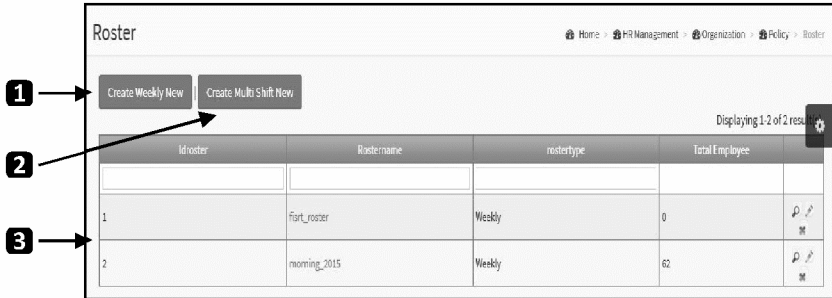 Roster
Home > HR Management > Organization > Policy > Roster
1
Create Weekly New | Create Multi Shift New
Displaying 1-2 of 2 result(s)
2
Idroster Rostername rostertype Total Employee
3
1 fisrt_roster Weekly 0
2 morning_2015 Weekly 62